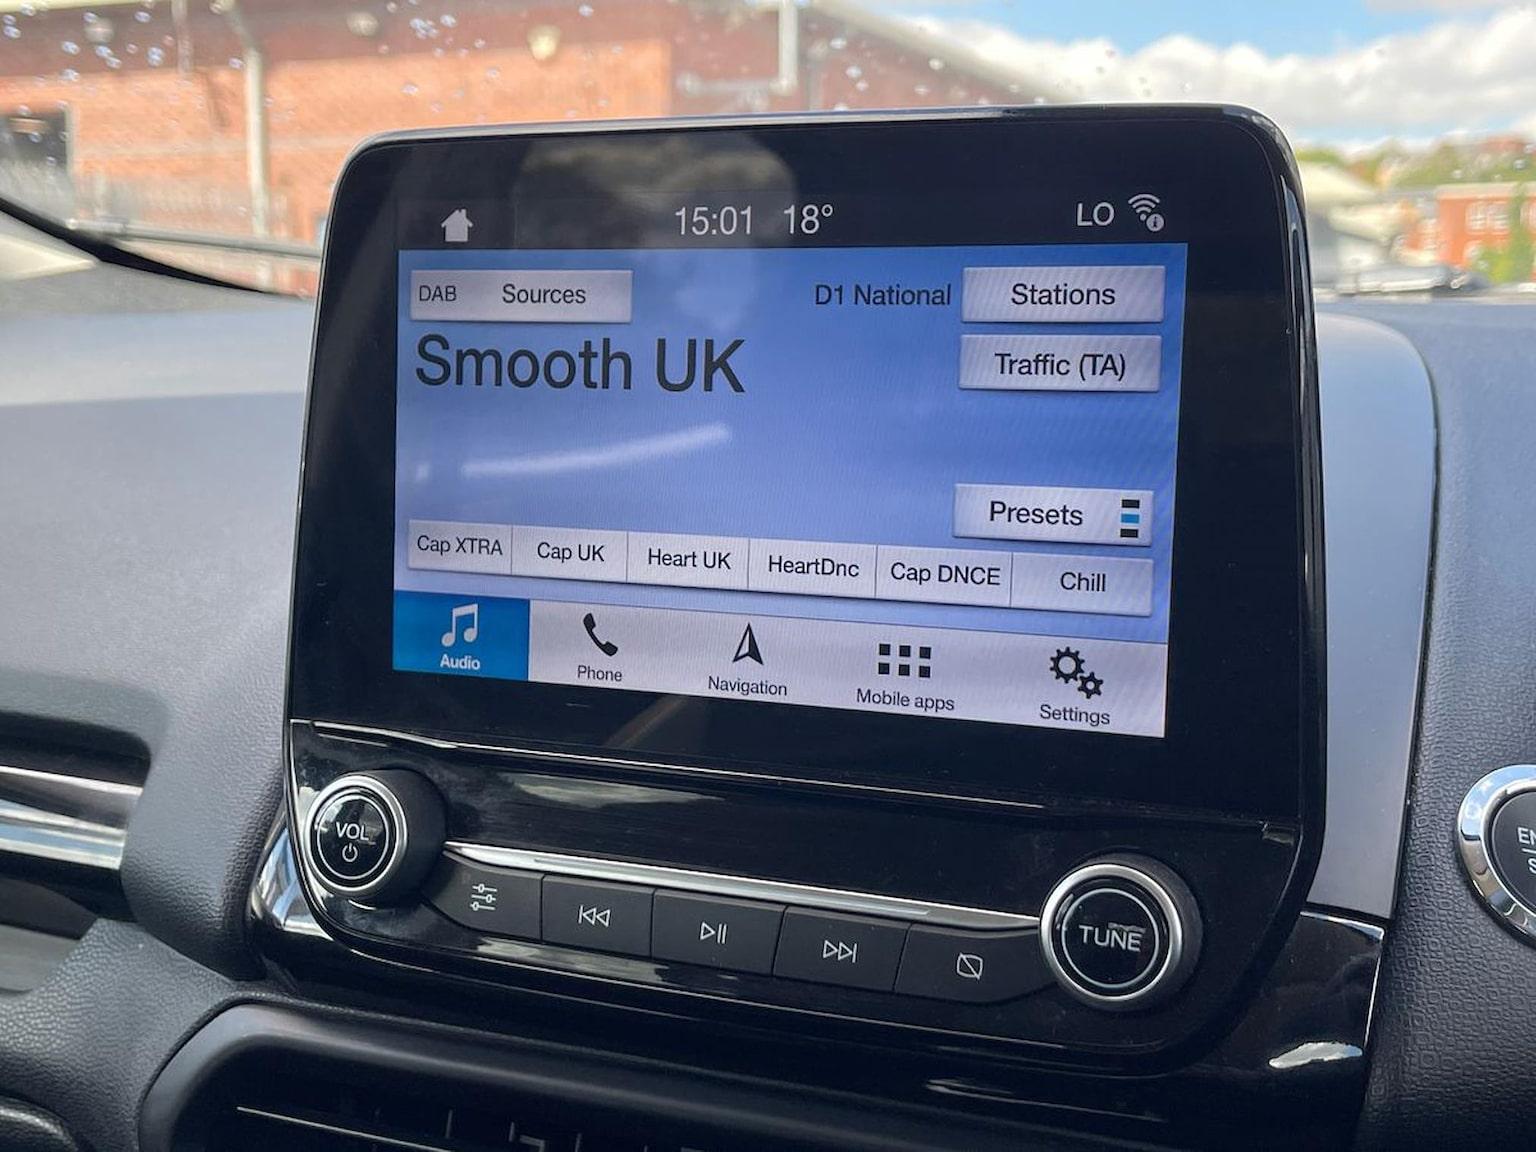 15:01 18° LO
DAB Sources D1 National Stations
Smooth UK
Traffic (TA)
Presets
Cap XTRA Cap UK Heart UK HeartDnc Cap DNCE Chill
Audio Phone Navigation Mobile apps Settings
VOL
TUNE